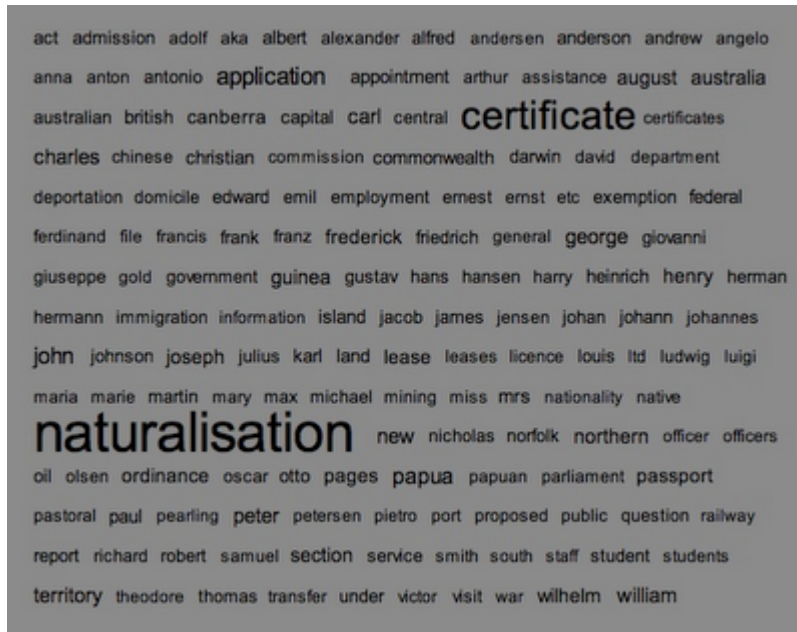 act admission adolf aka albert alexander alfred andersen anderson andrew angelo
anna anton antonio application appointment arthur assistance august australia
australian british canberra capital carl central certificate certificates
charles chinese christian commission commonwealth darwin david department
deportation domicile edward emil employment ernest ernst etc exemption federal
ferdinand file francis frank franz frederick friedrich general george giovanni
giuseppe gold government guinea gustav hans hansen harry heinrich henry herman
hermann immigration information island jacob james jensen johan johann johannes
john johnson joseph julius karl land lease leases licence louis ltd ludwig luigi
maria marie martin mary max michael mining miss mrs nationality native
naturalisation new nicholas norfolk northern officer officers
oil olsen ordinance oscar otto pages papua papuan parliament passport
pastoral paul pearling peter petersen pietro port proposed public question railway
report richard robert samuel section service smith south staff student students
territory theodore thomas transfer under victor visit war wilhelm william